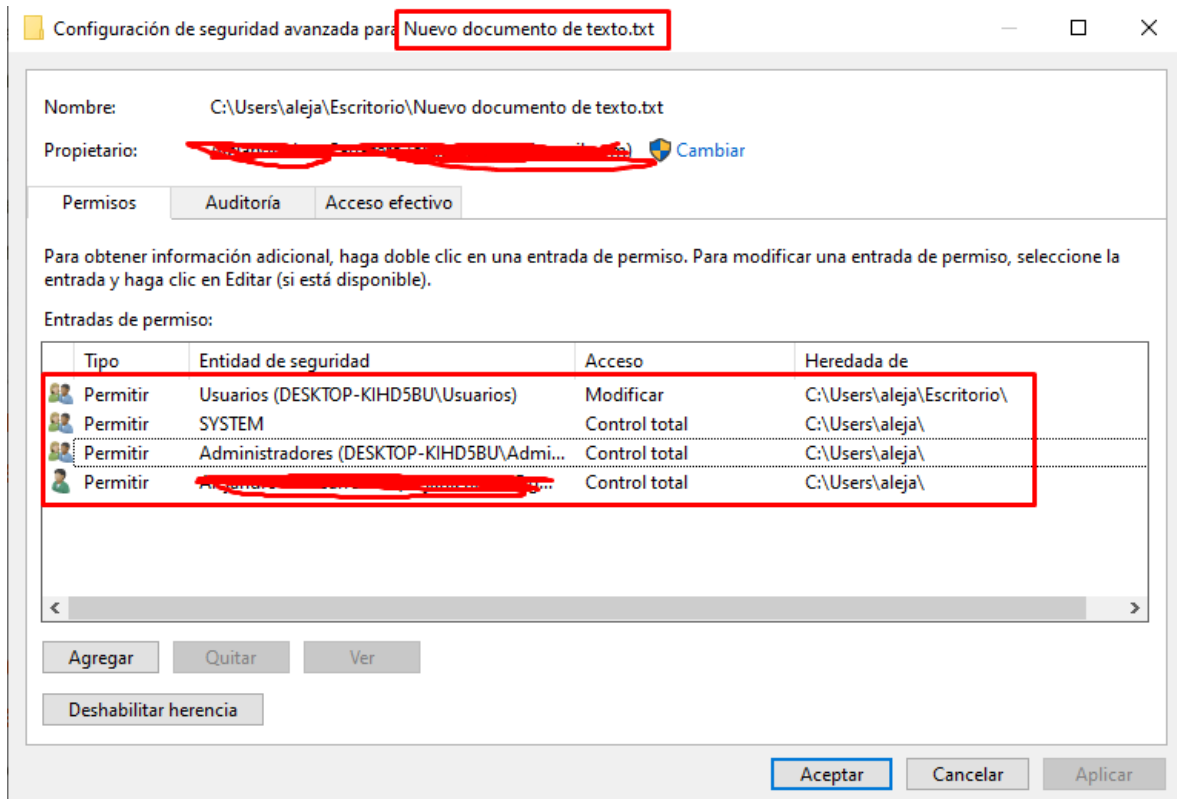 Configuración de seguridad avanzada para Nuevo documento de texto.txt
Nombre: C:\Users\aleja\Escritorio\Nuevo documento de texto.txt
Propietario: Cambiar
Permisos Auditoría Acceso efectivo
Para obtener información adicional, haga doble clic en una entrada de permiso. Para modificar una entrada de permiso, seleccione la
entrada y haga clic en Editar (si está disponible).
Entradas de permiso:
Tipo Entidad de seguridad Acceso Heredada de
Permitir Usuarios (DESKTOP-KIHD5BU\Usuarios) Modificar C:\Users\aleja\Escritorio\
Permitir SYSTEM Control total C:\Users\aleja\
Permitir Administradores (DESKTOP-KIHD5BU\Admi... Control total C:\Users\aleja\
Permitir Control total C:\Users\aleja\
Agregar Quitar Ver
Deshabilitar herencia
Aceptar Cancelar Aplicar